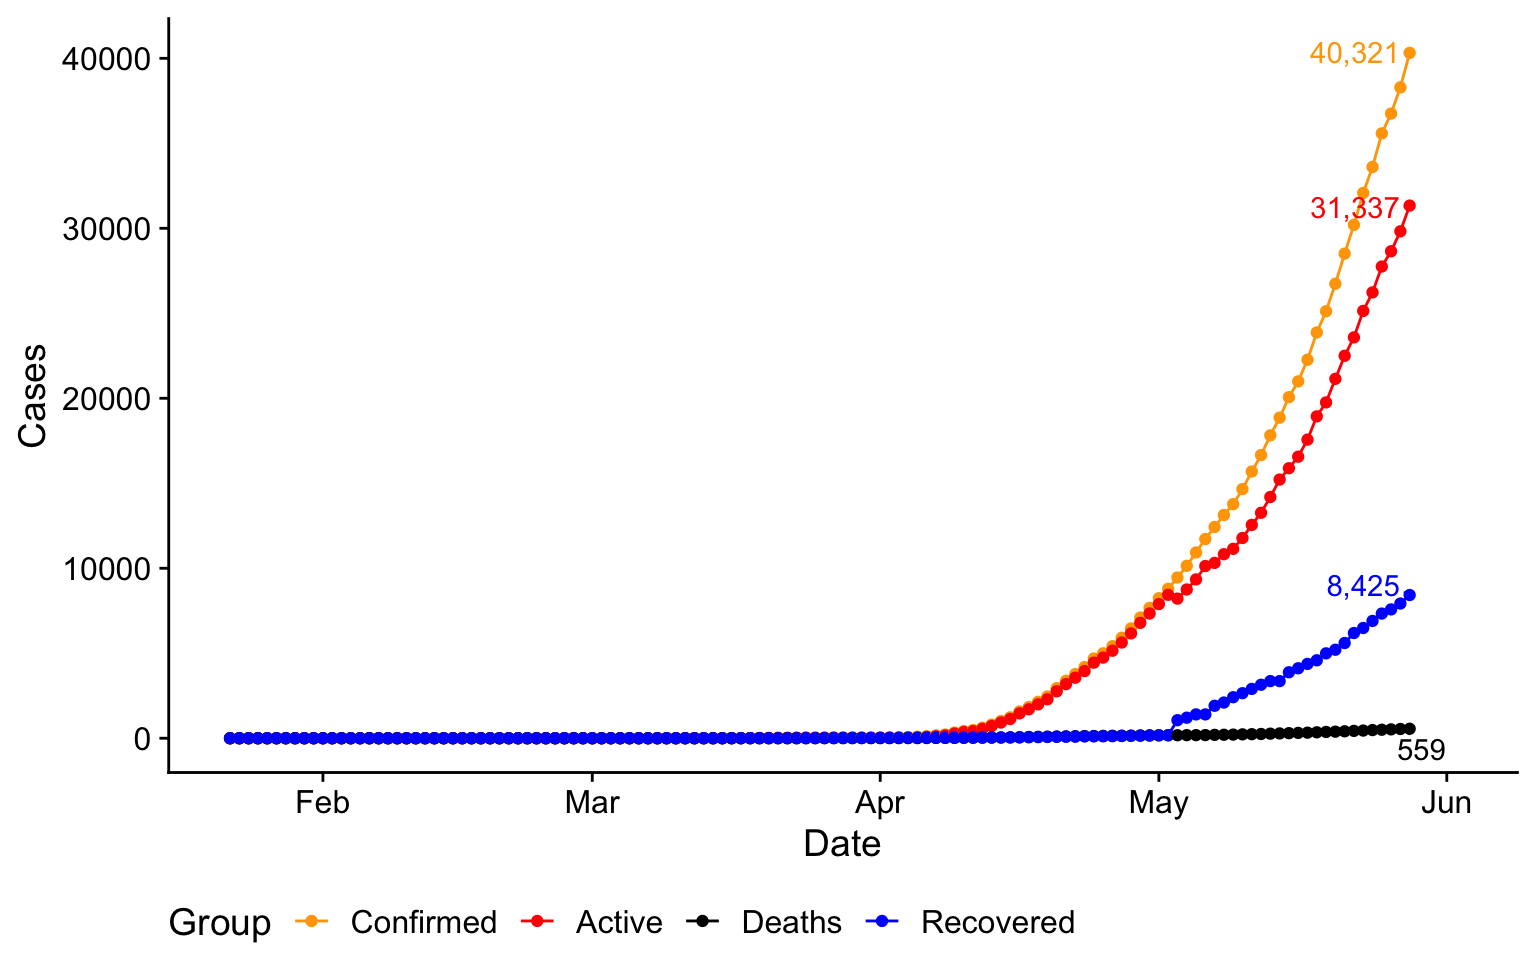 40000
30000
20000
10000
0
Cases
40,321
31,337
8,425
559
Feb Mar Apr May Jun
Date
Group Confirmed Active Deaths Recovered